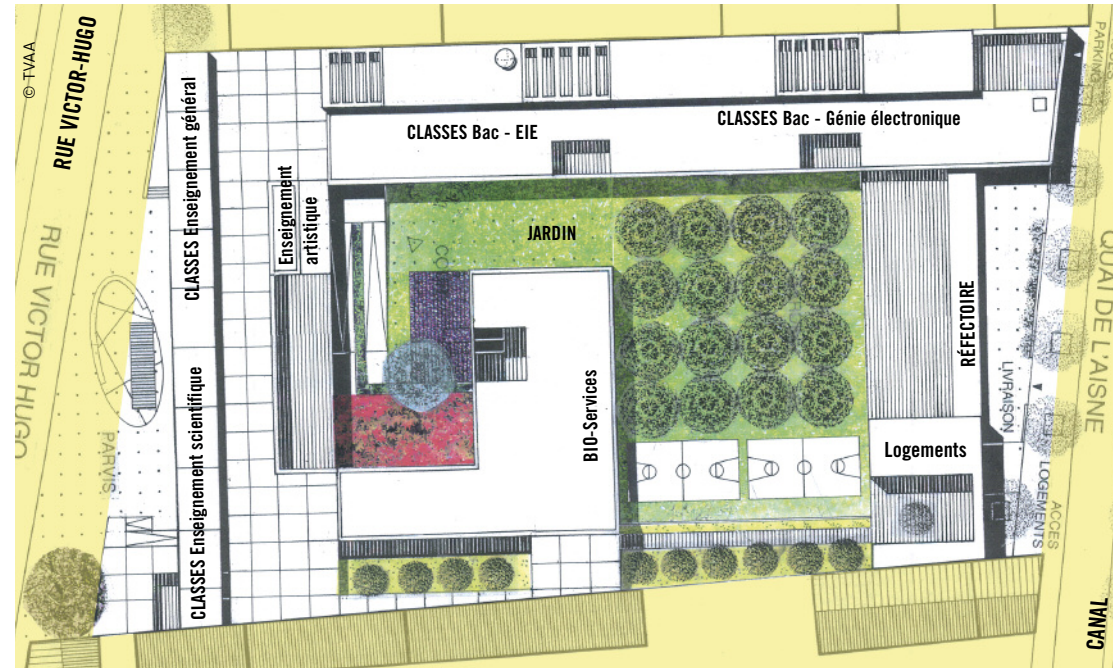 © TVAA
RUE VICTOR-HUGO
RUE VICTOR HUGO
PARVIS
CLASSES Enseignement général
CLASSES Enseignement scientifique
Enseignement
artistique
CLASSES Bac - EIE
CLASSES Bac - Génie électronique
JARDIN
BIO-Services
RÉFECTOIRE
Logements
PARKING
QUAI DE L'AISNE
LIVRAISON
ACCES
LOGEMENTS
CANAL